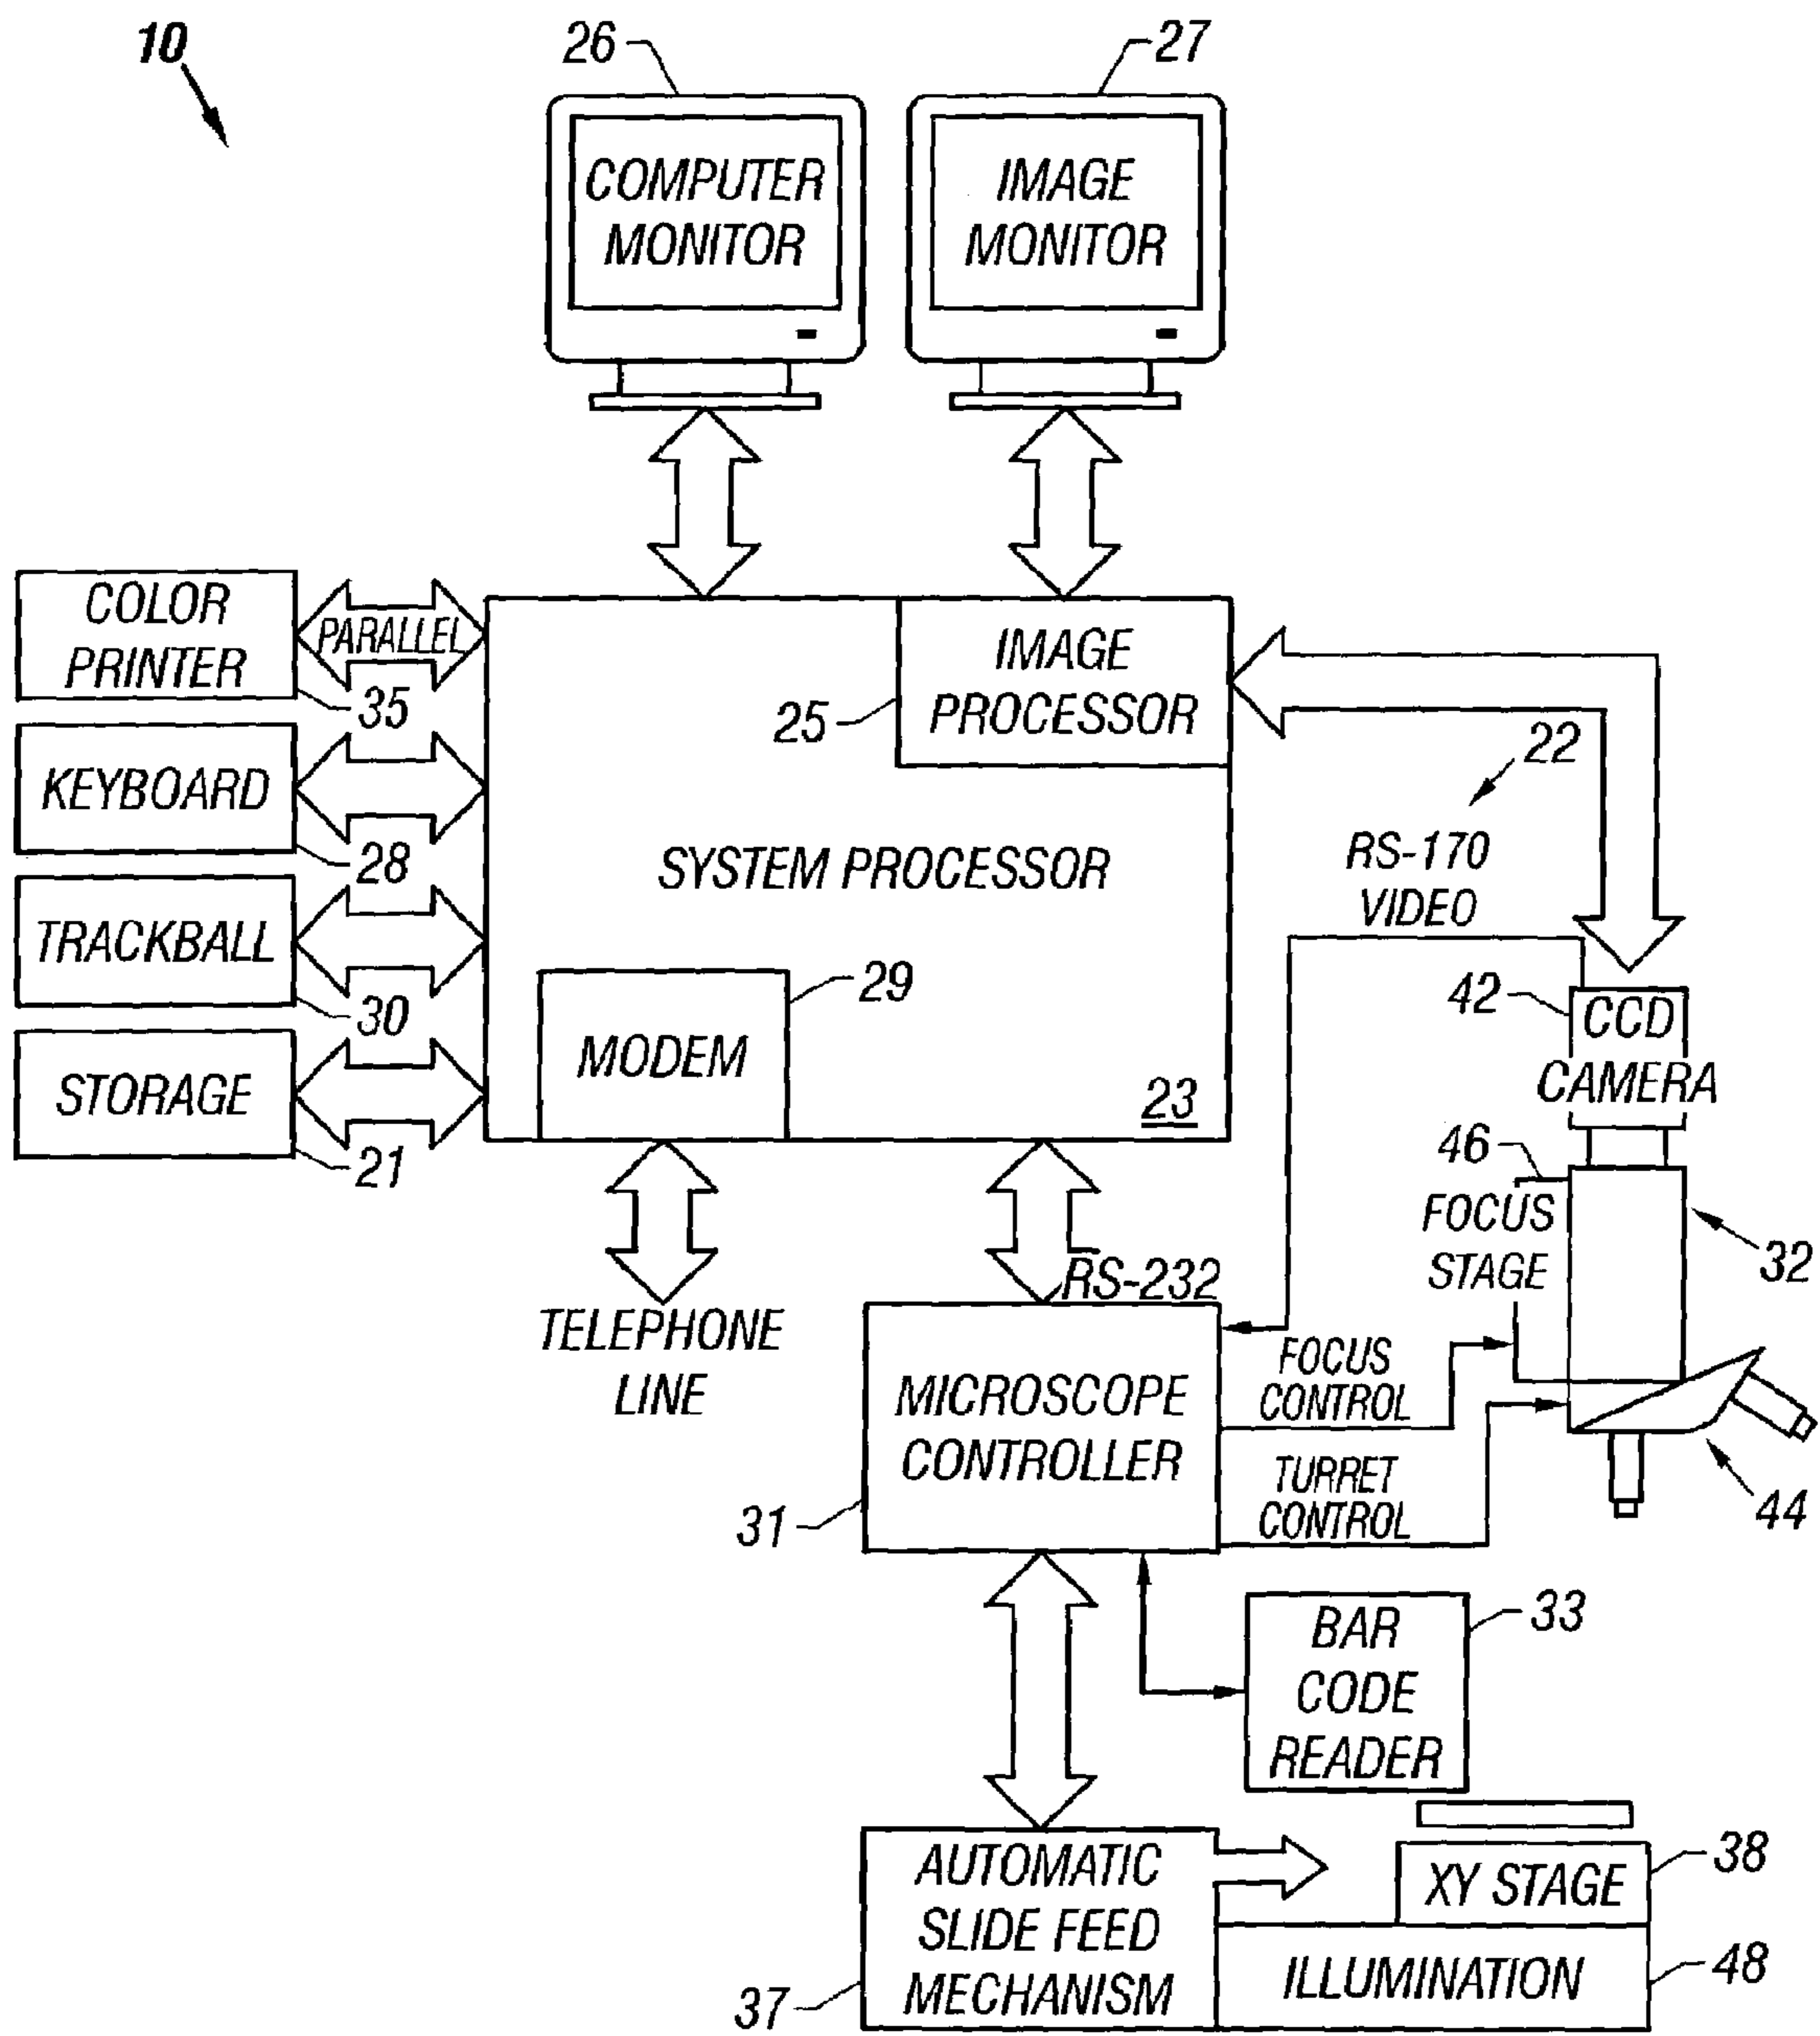 10
26
27
COMPUTER
MONITOR
IMAGE
MONITOR
COLOR
PRINTER
PARALLEL
35
KEYBOARD
28
TRACKBALL
30
STORAGE
21
IMAGE
PROCESSOR
25
SYSTEM PROCESSOR
MODEM
29
23
22
RS-170
VIDEO
42
CCD
CAMERA
46
FOCUS
STAGE
32
TELEPHONE
LINE
RS-232
MICROSCOPE
CONTROLLER
31
FOCUS
CONTROL
TURRET
CONTROL
44
BAR
CODE
READER
33
AUTOMATIC
SLIDE FEED
MECHANISM
37
XY STAGE
38
ILLUMINATION
48